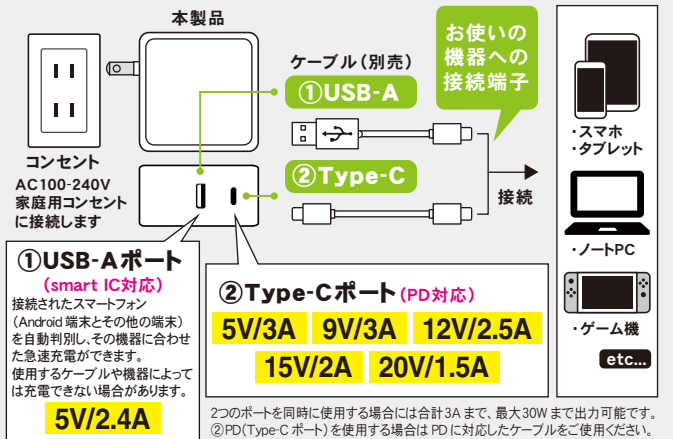 本製品
コンセント
AC100-240V
家庭用コンセント
に接続します
ケーブル（別売）
①USB-A
②Type-C
お使いの
機器への
接続端子
接続
・スマホ
・タブレット
・ノートPC
・ゲーム機
etc...
①USB-Aポート
（smart IC対応）
接続されたスマートフォン
（Android 端末とその他の端末）
を自動判別し、その機器に合わせ
た急速充電ができます。
使用するケーブルや機器によって
は充電できない場合があります。
5V/2.4A
②Type-Cポート（PD対応）
5V/3A 9V/3A 12V/2.5A
15V/2A 20V/1.5A
2つのポートを同時に使用する場合には合計3Aまで、最大30Wまで出力可能です。
②PD(Type-C ポート)を使用する場合は PD に対応したケーブルをご使用ください。